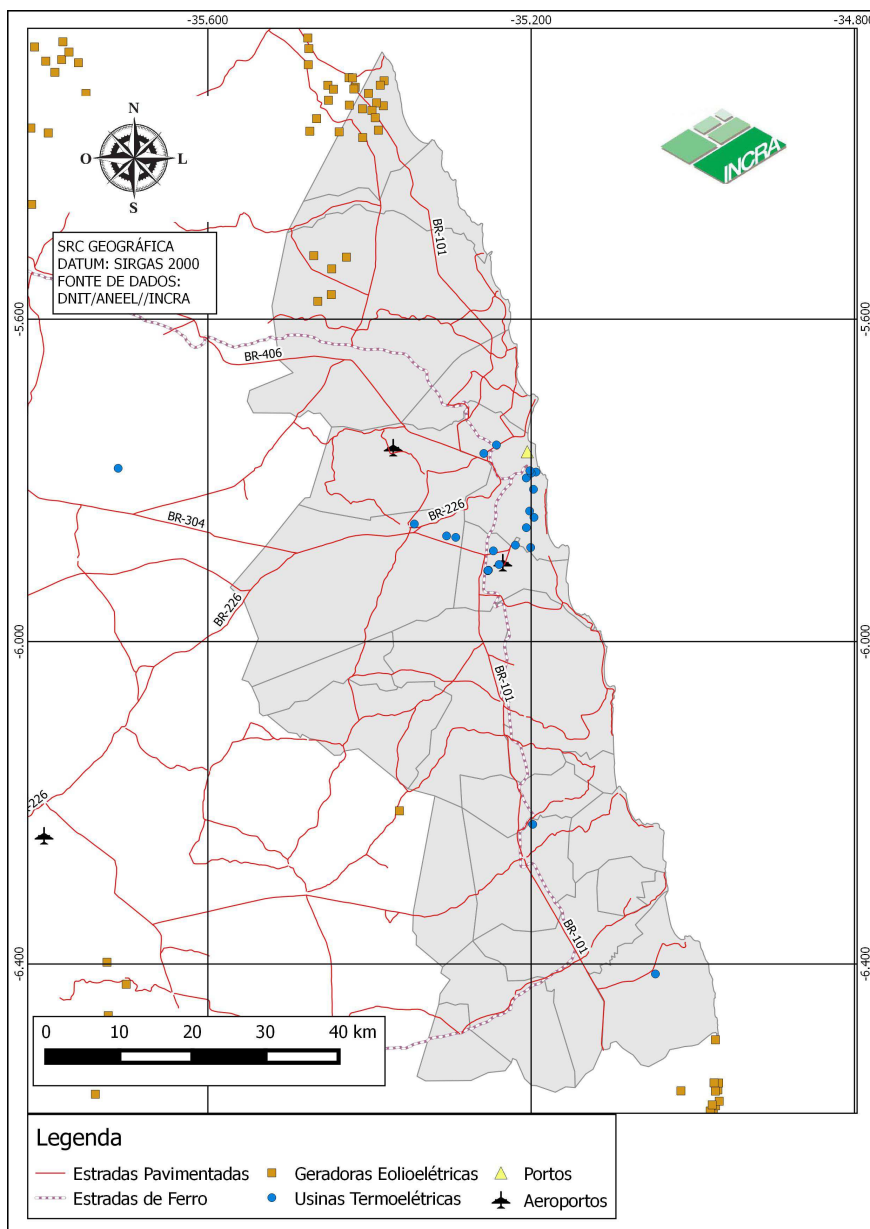 -35.600 -35.200 -34.800
N
O L
S
INCRA
BR-101
SRC GEOGRÁFICA
DATUM: SIRGAS 2000
FONTE DE DADOS:
DNIT/ANEEL//INCRA
-5.600 -5.600
BR-406
BR-304
BR-226
BR-226
-6.000 -6.000
BR-101
-226
BR-101
-6.400 -6.400
0 10 20 30 40 km
Legenda
Estradas Pavimentadas Geradoras Eolioelétricas Portos
Estradas de Ferro Usinas Termoelétricas Aeroportos